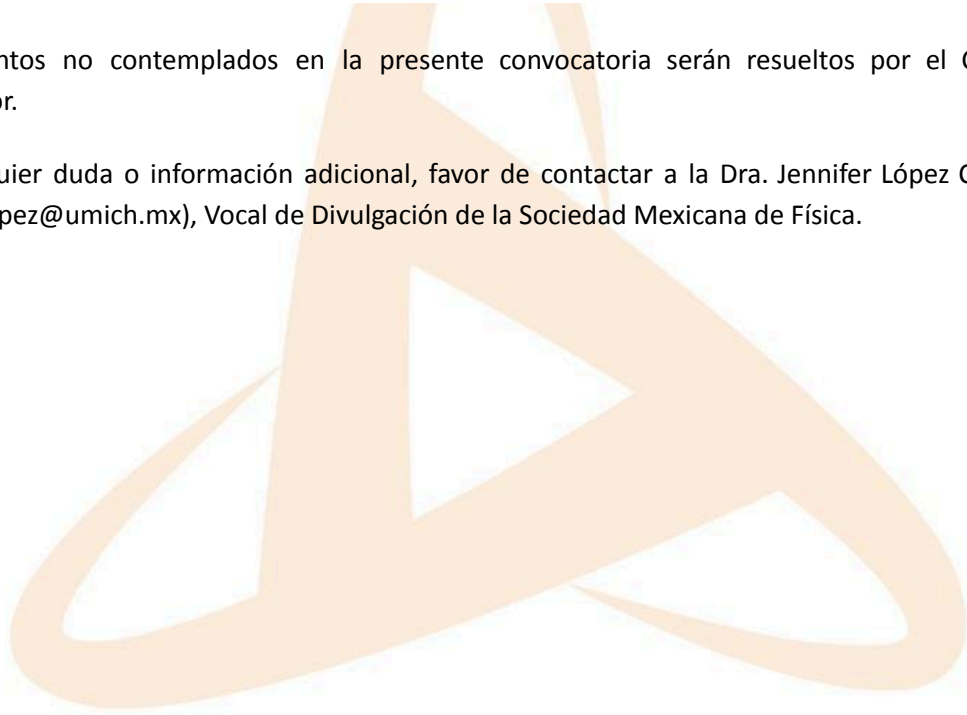 ntos no contemplados en la presente convocatoria serán resueltos por el C
or.
uier duda o información adicional, favor de contactar a la Dra. Jennifer López C
pez@umich.mx), Vocal de Divulgación de la Sociedad Mexicana de Física.